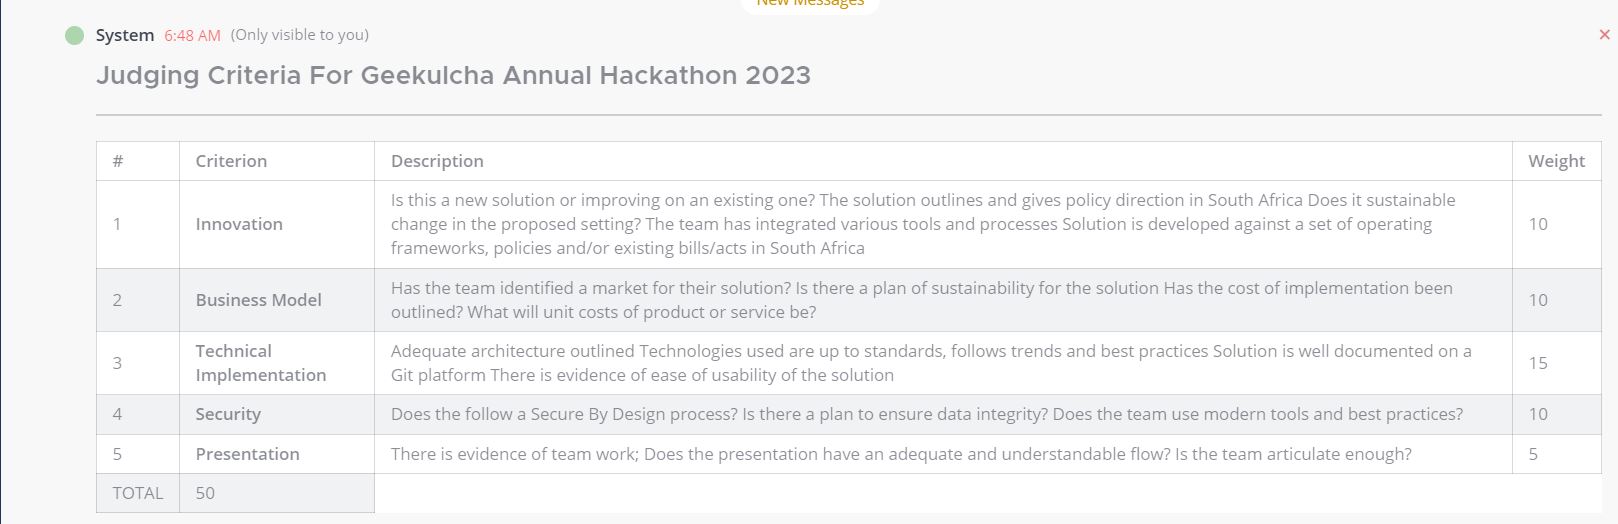 New Messages
System 6:48 AM (Only visible to you)
×
Judging Criteria For Geekulcha Annual Hackathon 2023
# Criterion Description Weight
1 Innovation Is this a new solution or improving on an existing one? The solution outlines and gives policy direction in South Africa Does it sustainable
change in the proposed setting? The team has integrated various tools and processes Solution is developed against a set of operating
frameworks, policies and/or existing bills/acts in South Africa
10
2 Business Model Has the team identified a market for their solution? Is there a plan of sustainability for the solution Has the cost of implementation been
outlined? What will unit costs of product or service be?
10
3 Technical
Implementation
Adequate architecture outlined Technologies used are up to standards, follows trends and best practices Solution is well documented on a
Git platform There is evidence of ease of usability of the solution
15
4 Security Does the follow a Secure By Design process? Is there a plan to ensure data integrity? Does the team use modern tools and best practices? 10
5 Presentation There is evidence of team work; Does the presentation have an adequate and understandable flow? Is the team articulate enough? 5
TOTAL 50